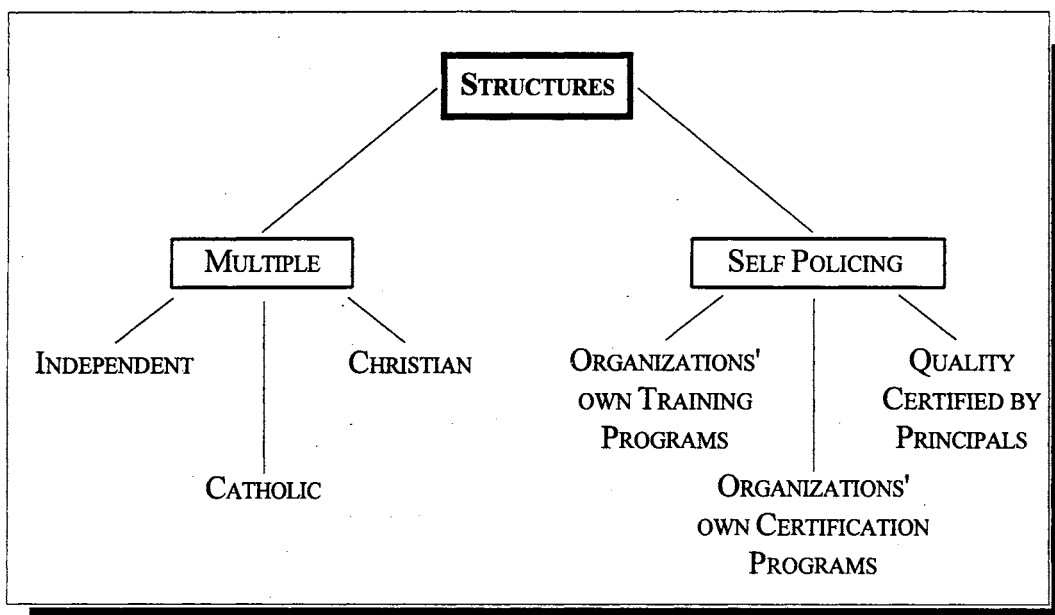 STRUCTURES
MULTIPLE
SELF POLICING
INDEPENDENT
CHRISTIAN
CATHOLIC
ORGANIZATIONS'
OWN TRAINING
PROGRAMS
QUALITY
CERTIFIED BY
PRINCIPALS
ORGANIZATIONS'
OWN CERTIFICATION
PROGRAMS